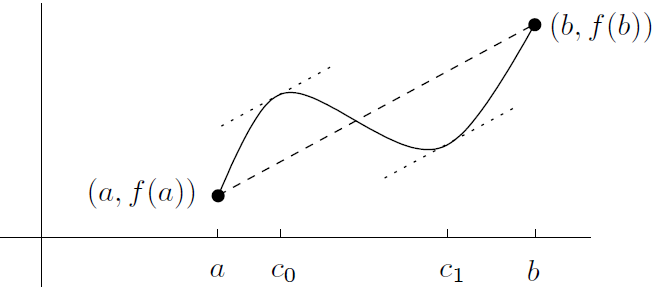 (b, f(b))
(a, f(a))
a c₀ c₁ b